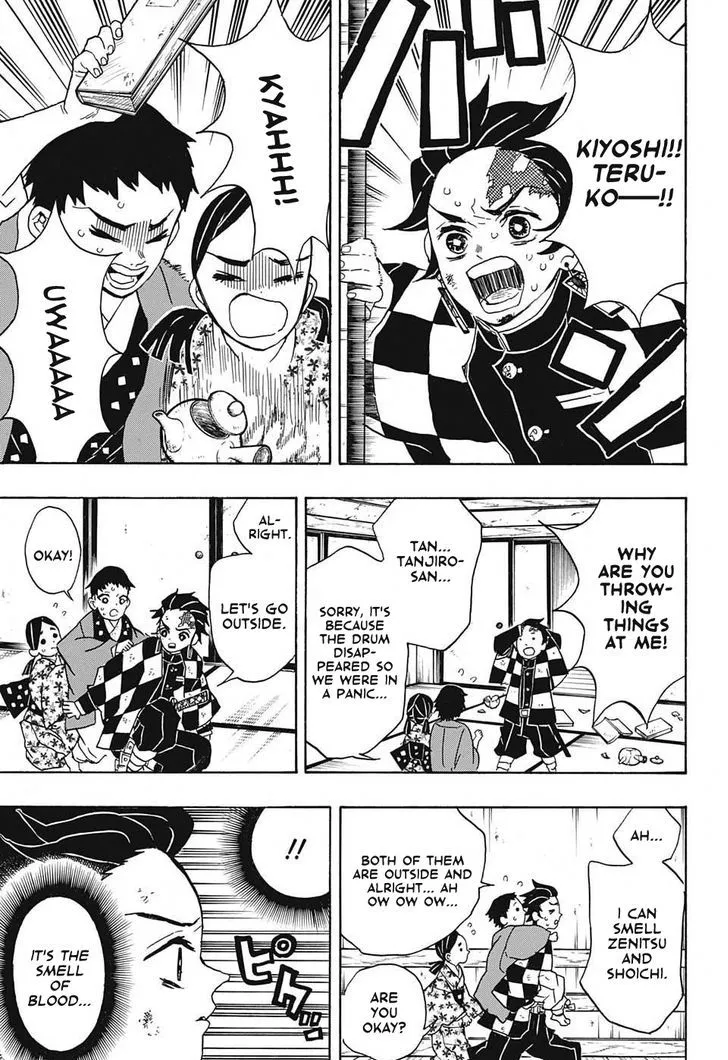 KIYOSHI!!
TERU-
KO——!!
KYAHHH!
UWAAAAA
WHY
ARE YOU
THROW-
ING
THINGS
AT ME!
TAN...
TANJIRO-
SAN...
SORRY, IT'S
BECAUSE
THE DRUM
DISAP-
PEARED SO
WE WERE IN
A PANIC...
AL-
RIGHT.
LET'S GO
OUTSIDE.
OKAY!
AH...
I CAN
SMELL
ZENITSU
AND
SHOICHI.
BOTH OF THEM
ARE OUTSIDE AND
ALRIGHT... AH
OW OW OW...
ARE
YOU
OKAY?
!!
ピクッ
IT'S THE
SMELL
OF
BLOOD...